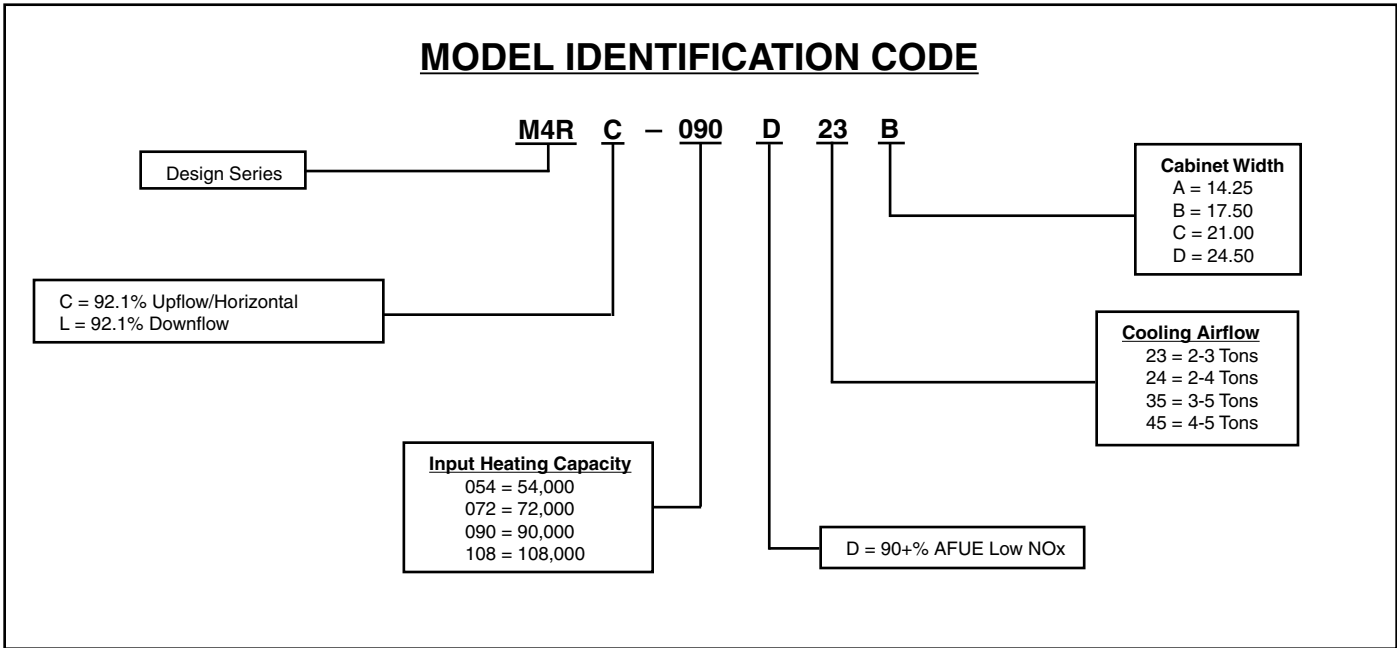 MODEL IDENTIFICATION CODE
M4R C – 090 D 23 B
Design Series
Cabinet Width
A = 14.25
B = 17.50
C = 21.00
D = 24.50
C = 92.1% Upflow/Horizontal
L = 92.1% Downflow
Cooling Airflow
23 = 2-3 Tons
24 = 2-4 Tons
35 = 3-5 Tons
45 = 4-5 Tons
Input Heating Capacity
054 = 54,000
072 = 72,000
090 = 90,000
108 = 108,000
D = 90+% AFUE Low NOx